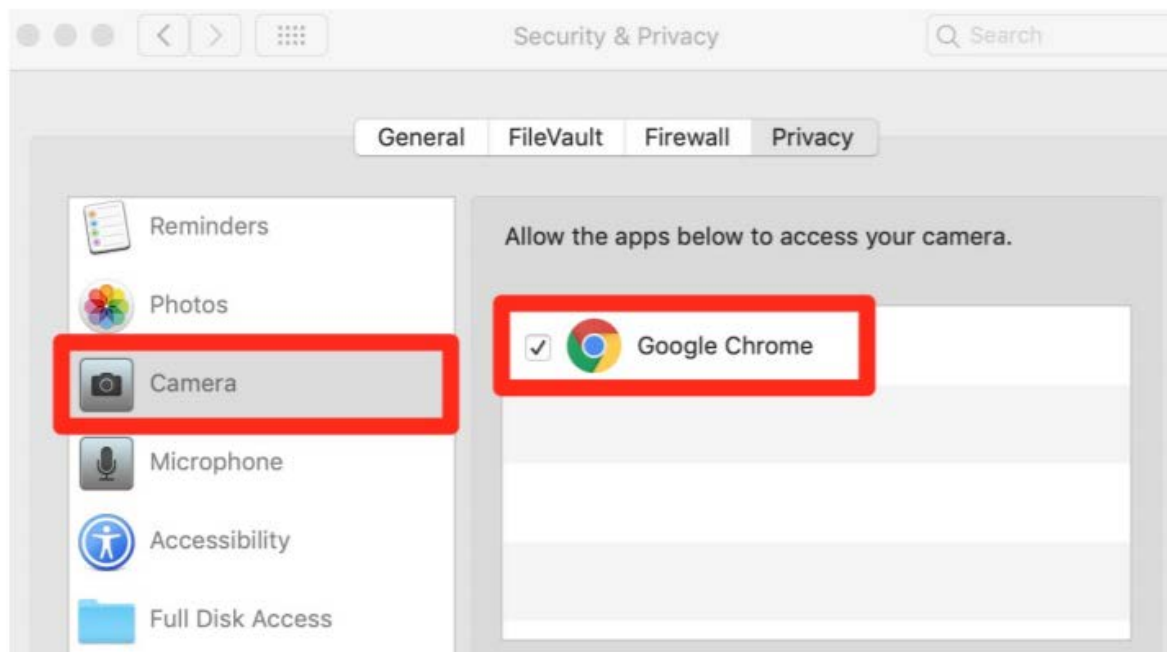 Security & Privacy
Search
General FileVault Firewall Privacy
Reminders
Photos
Camera
Microphone
Accessibility
Full Disk Access
Allow the apps below to access your camera.
Google Chrome